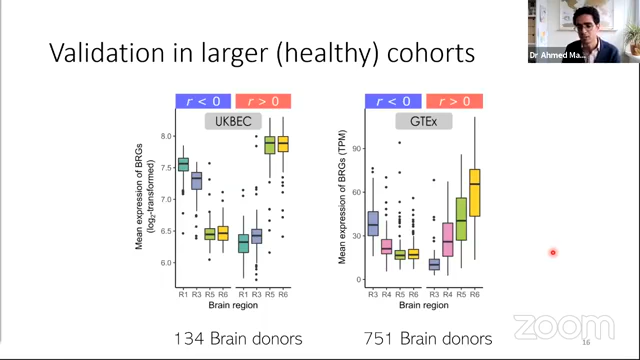 Validation in larger (healthy) cohorts
Dr Ahmed Ma...
r < 0
r > 0
UKBEC
Mean expression of BRGs
(log2-transformed)
8.0
7.5
7.0
6.5
6.0
R1 R3 R5 R6 R1 R3 R5 R6
Brain region
134 Brain donors
r < 0
r > 0
GTEx
Mean expression of BRGs (TPM)
90
60
30
0
R3 R4 R5 R6 R3 R4 R5 R6
Brain region
751 Brain donors
zoom
16